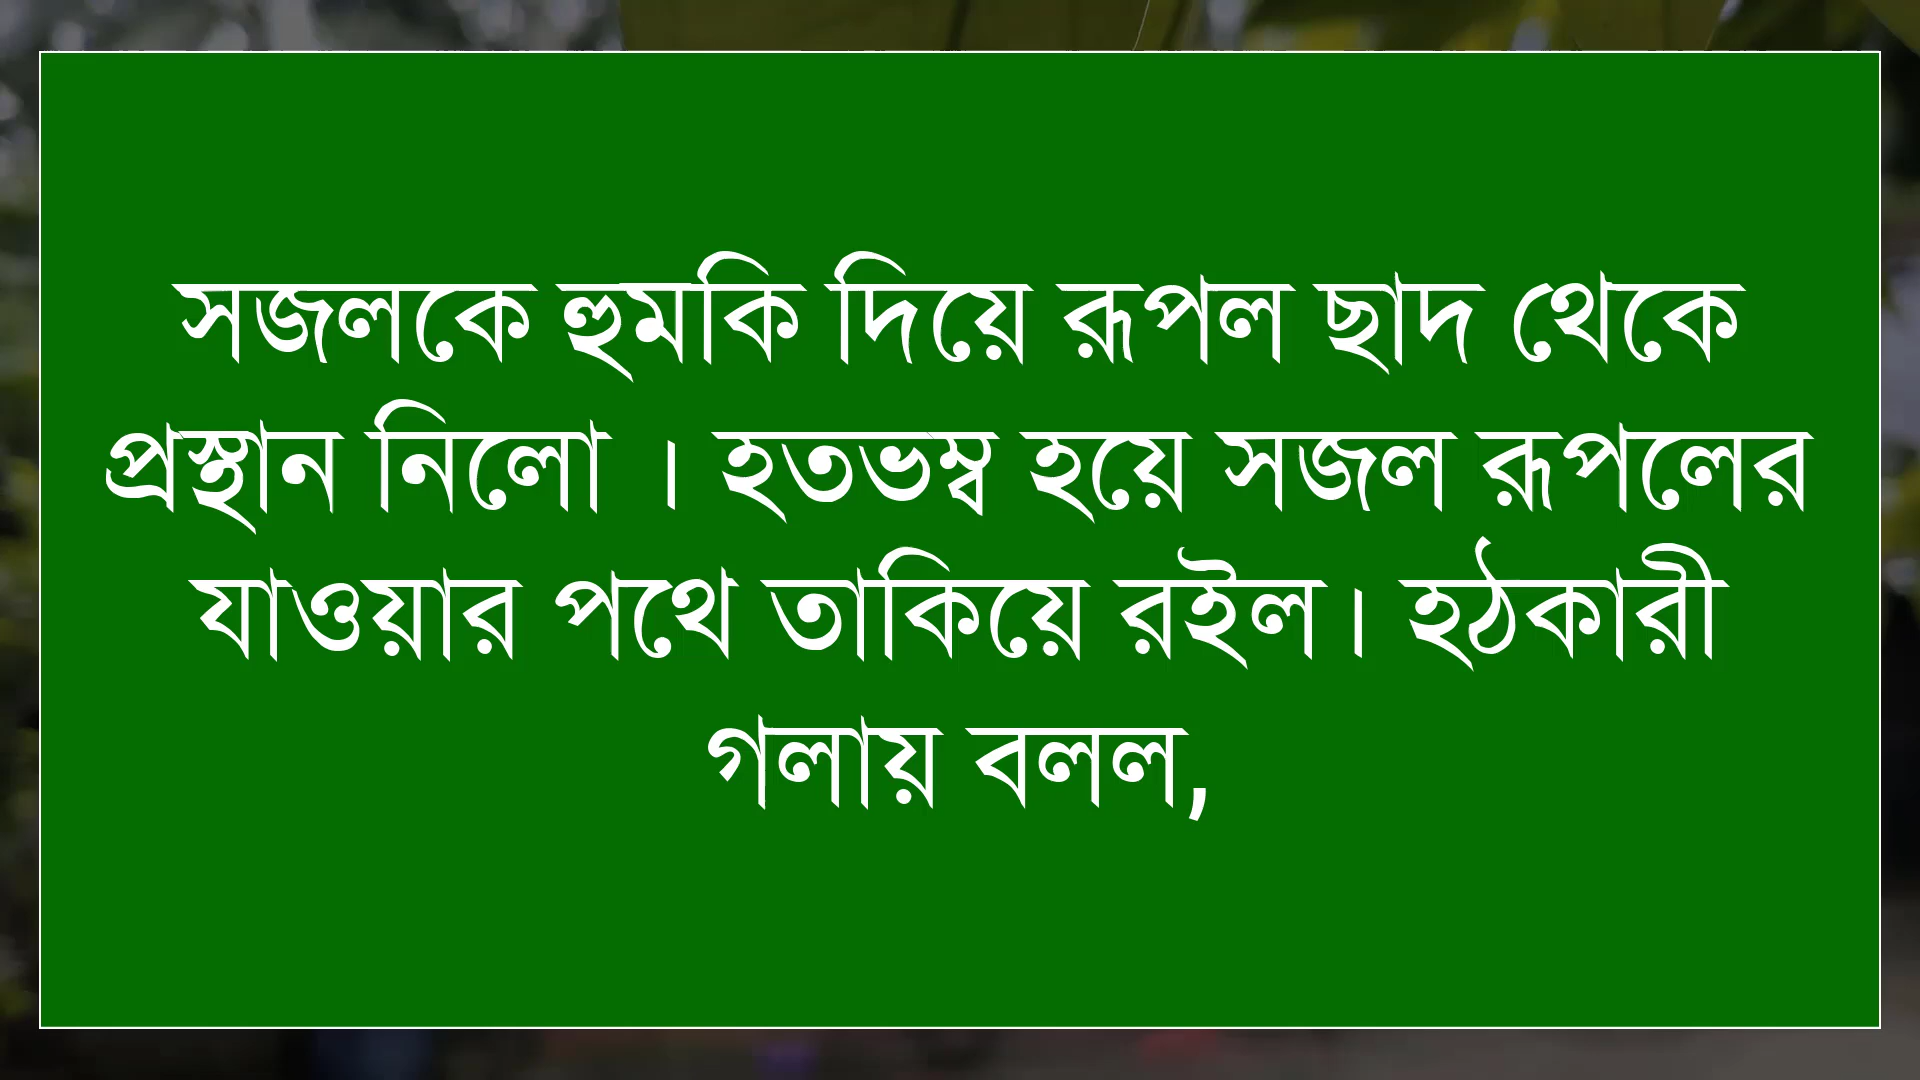 সজলকে হুমকি দিয়ে রূপল ছাদ থেকে
প্রস্থান নিলো । হতভম্ব হয়ে সজল রূপলের
যাওয়ার পথে তাকিয়ে রইল। হঠকারী
গলায় বলল,